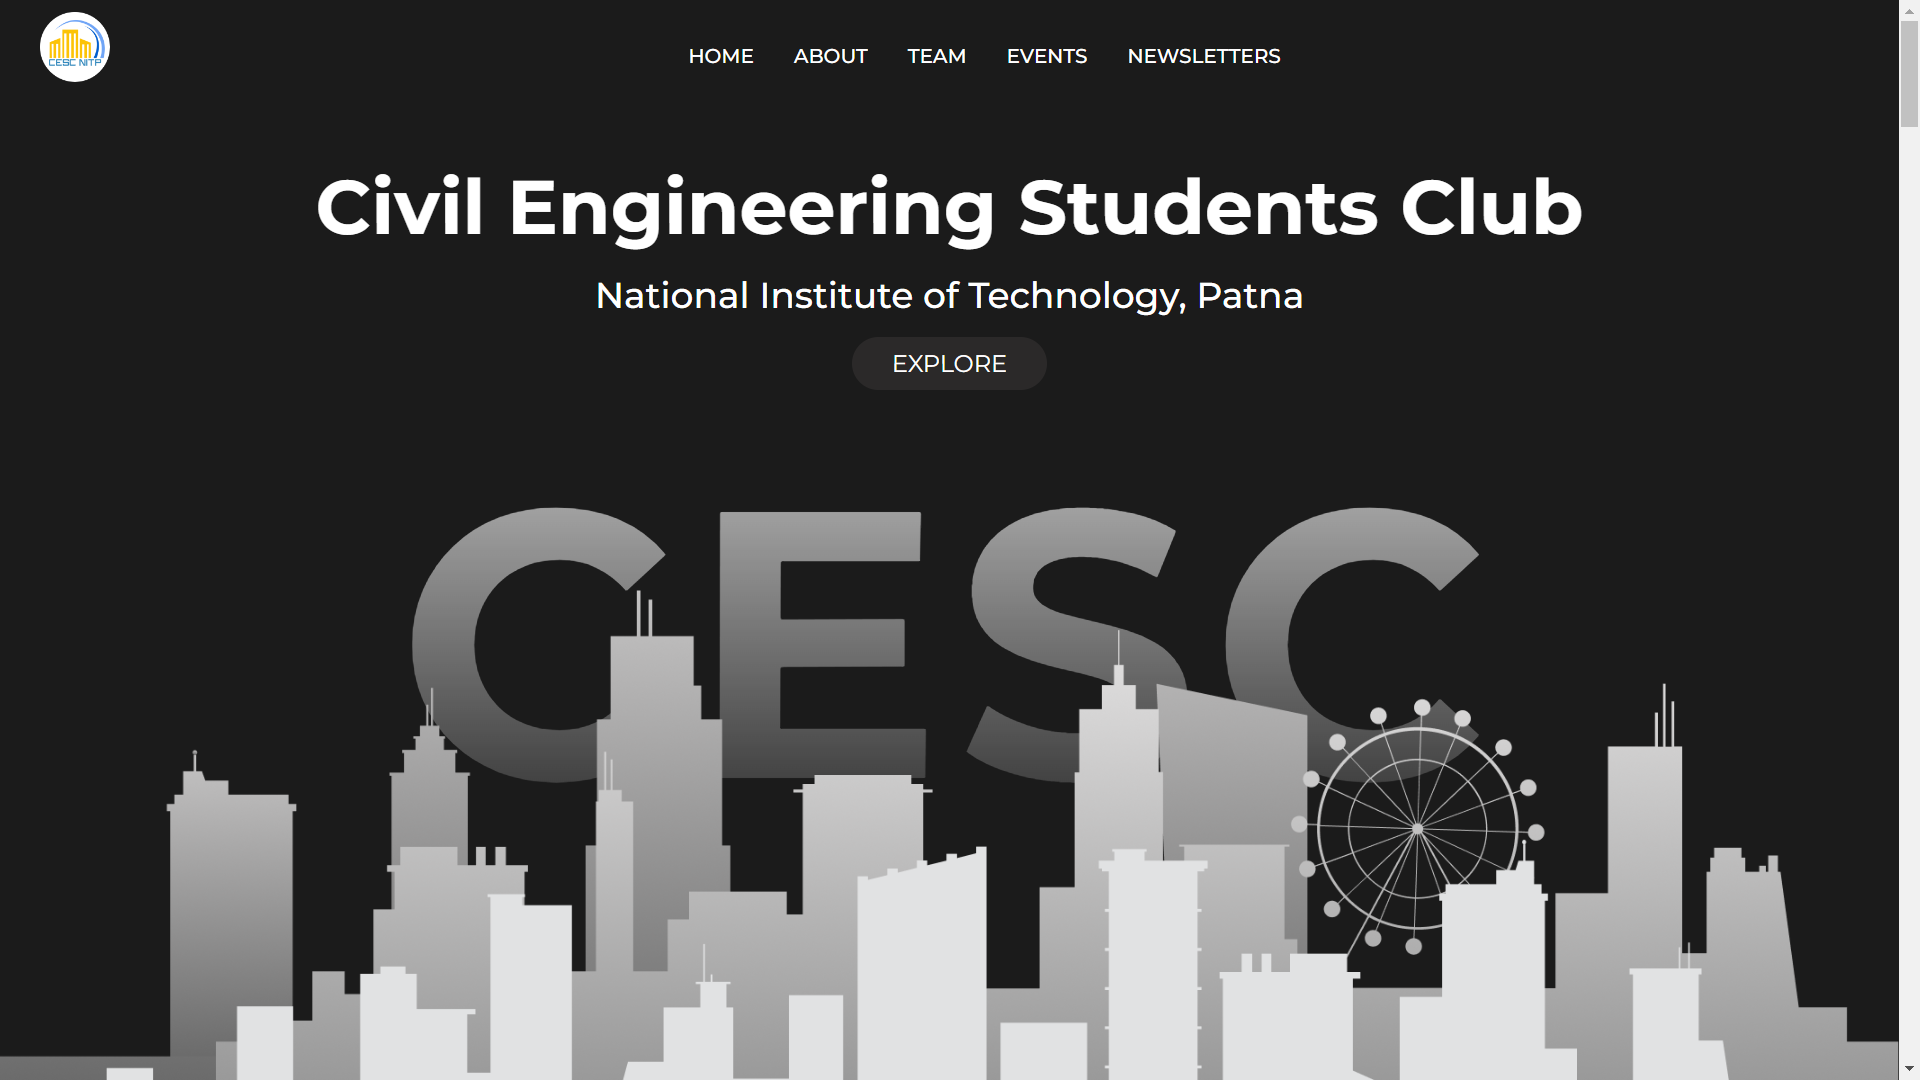 CESC NITP
HOME ABOUT TEAM EVENTS NEWSLETTERS
Civil Engineering Students Club
National Institute of Technology, Patna
EXPLORE
CESC